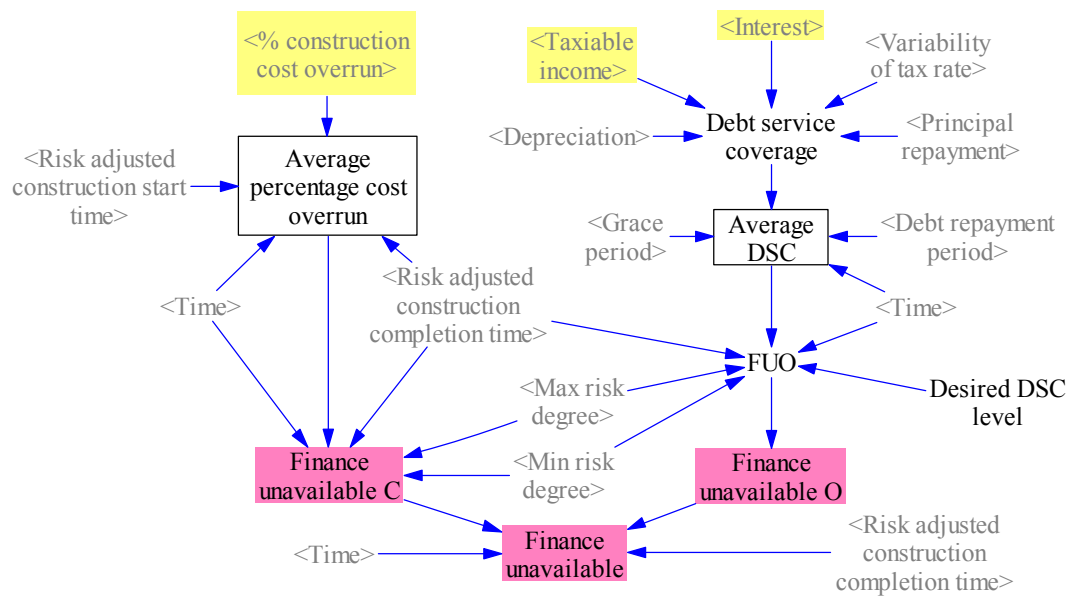 <% construction
cost overrun>
<Taxiable
income>
<Interest>
<Variability
of tax rate>
<Depreciation>
Debt service
coverage
<Principal
repayment>
<Risk adjusted
construction start
time>
Average
percentage cost
overrun
<Grace
period>
Average
DSC
<Debt repayment
period>
<Time>
<Risk adjusted
construction
completion time>
<Time>
FUO
<Max risk
degree>
Desired DSC
level
Finance
unavailable C
<Min risk
degree>
Finance
unavailable O
<Time>
Finance
unavailable
<Risk adjusted
construction
completion time>